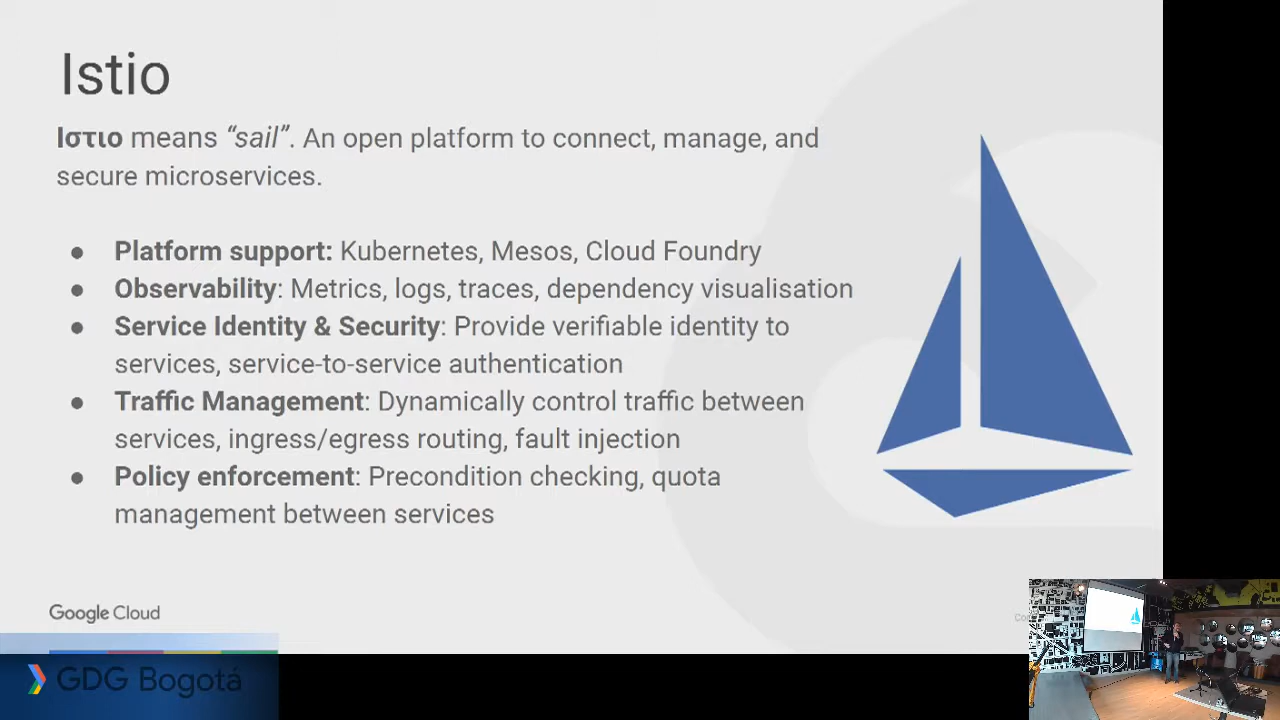 Istio
Ιστιο means “sail”. An open platform to connect, manage, and
secure microservices.
● Platform support: Kubernetes, Mesos, Cloud Foundry
● Observability: Metrics, logs, traces, dependency visualisation
● Service Identity & Security: Provide verifiable identity to
services, service-to-service authentication
● Traffic Management: Dynamically control traffic between
services, ingress/egress routing, fault injection
● Policy enforcement: Precondition checking, quota
management between services
Google Cloud
GDG Bogotá